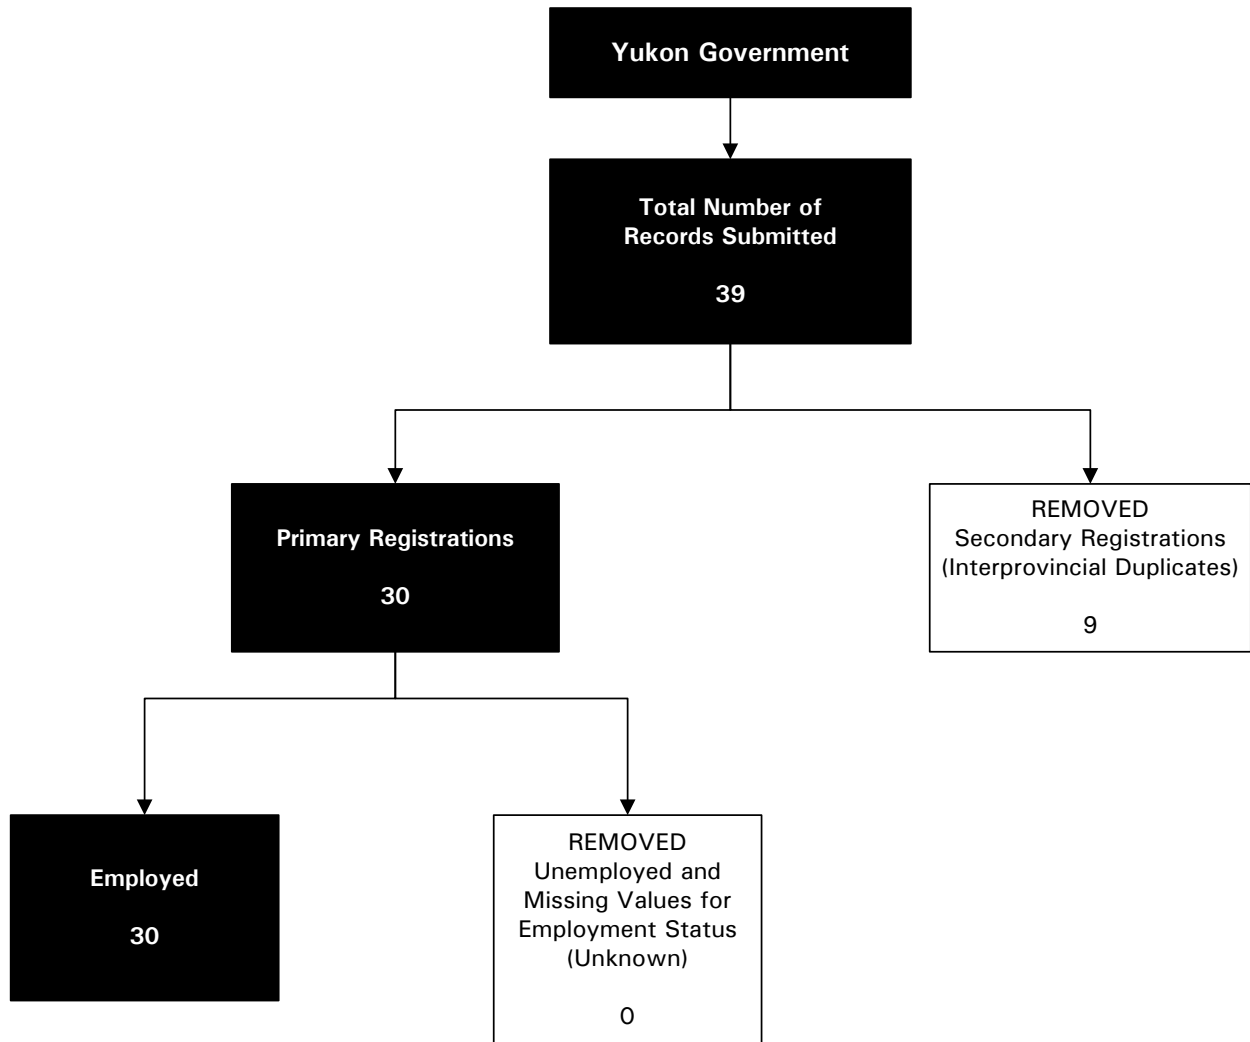 Yukon Government
Total Number of
Records Submitted
39
Primary Registrations
30
REMOVED
Secondary Registrations
(Interprovincial Duplicates)
9
Employed
30
REMOVED
Unemployed and
Missing Values for
Employment Status
(Unknown)
0